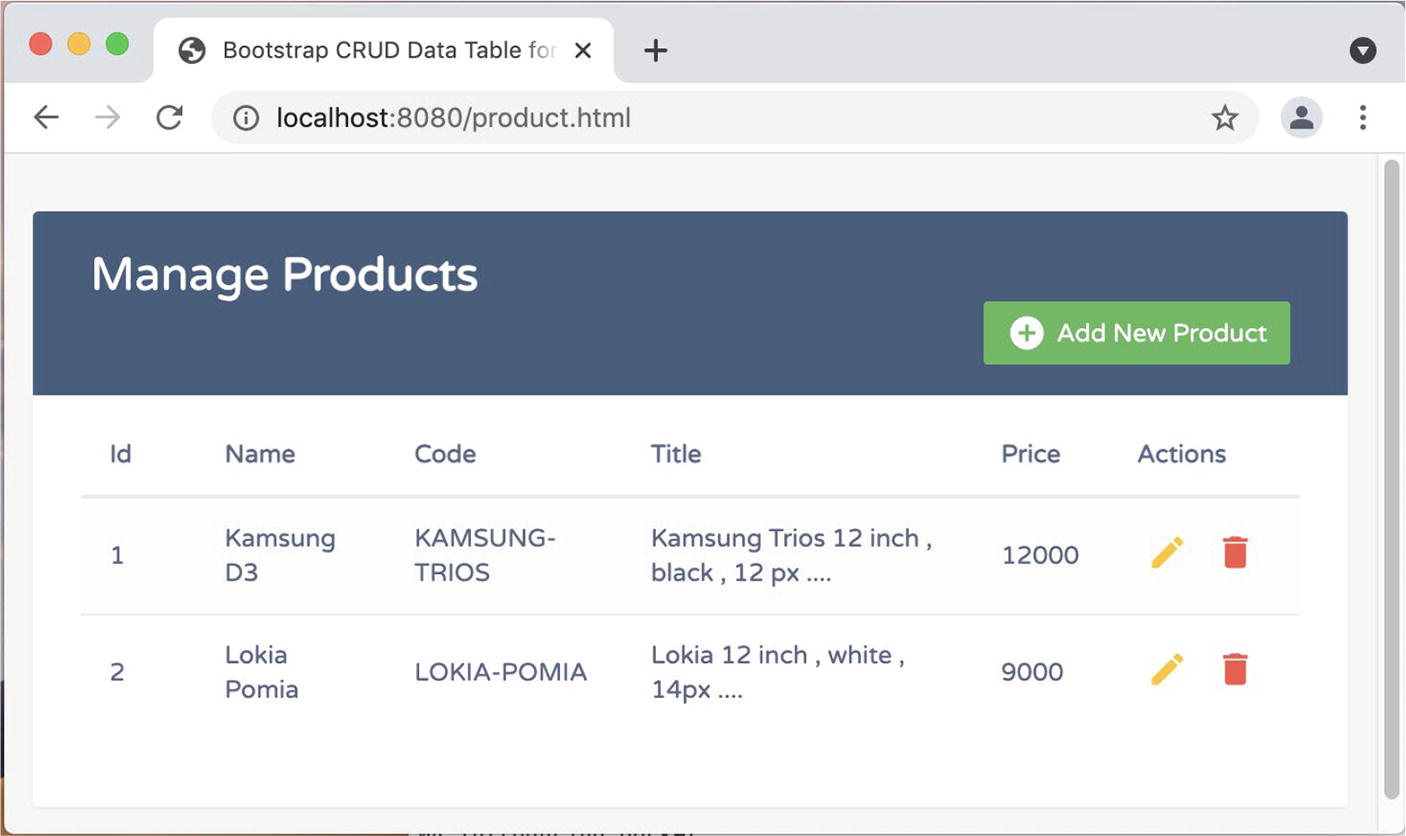 Bootstrap CRUD Data Table for
localhost:8080/product.html
Manage Products
Add New Product
Id Name Code Title Price Actions
1 Kamsung D3 KAMSUNG-TRIOS Kamsung Trios 12 inch , black , 12 px .... 12000
2 Lokia Pomia LOKIA-POMIA Lokia 12 inch , white , 14px .... 9000